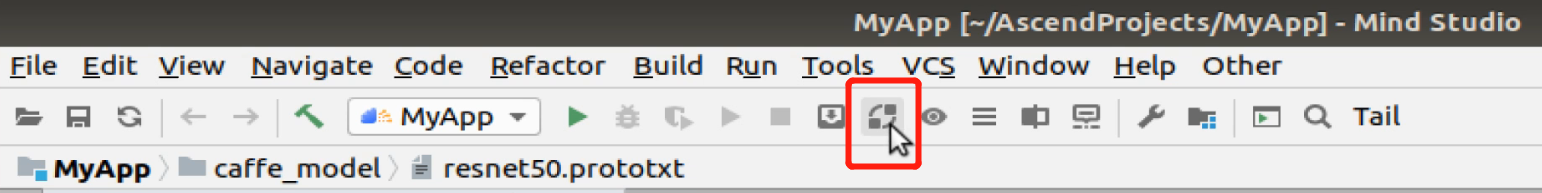 MyApp [~/AscendProjects/MyApp] - Mind Studio
File Edit View Navigate Code Refactor Build Run Tools VCS Window Help Other
MyApp Tail
MyApp caffe_model resnet50.prototxt